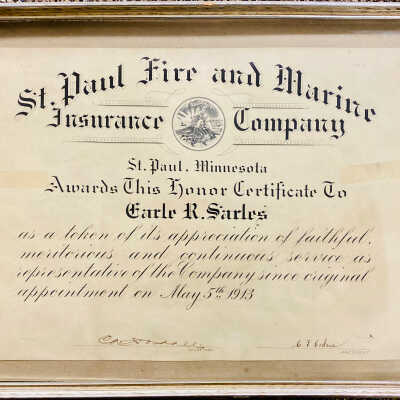 St. Paul Fire and Marine
Insurance Company
St. Paul, Minnesota
Awards This Honor Certificate To
Earle R. Sarles
as a token of its appreciation of faithful,
meritorious and continuous service as
representative of the Company since original
appointment on May 5th 1913